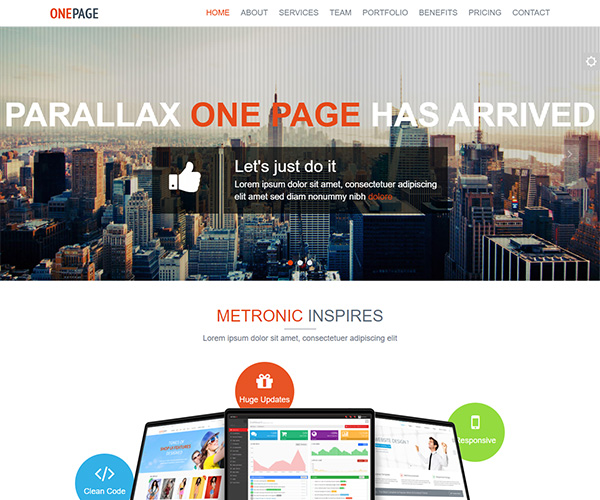 ONEPAGE
HOME ABOUT SERVICES TEAM PORTFOLIO BENEFITS PRICING CONTACT
PARALLAX ONE PAGE HAS ARRIVED
Let's just do it
Lorem ipsum dolor sit amet, consectetuer adipiscing
elit amet sed diam nonummy nibh dolore
METRONIC INSPIRES
Lorem ipsum dolor sit amet, consectetuer adipiscing elit
Huge Updates
Responsive
Clean Code